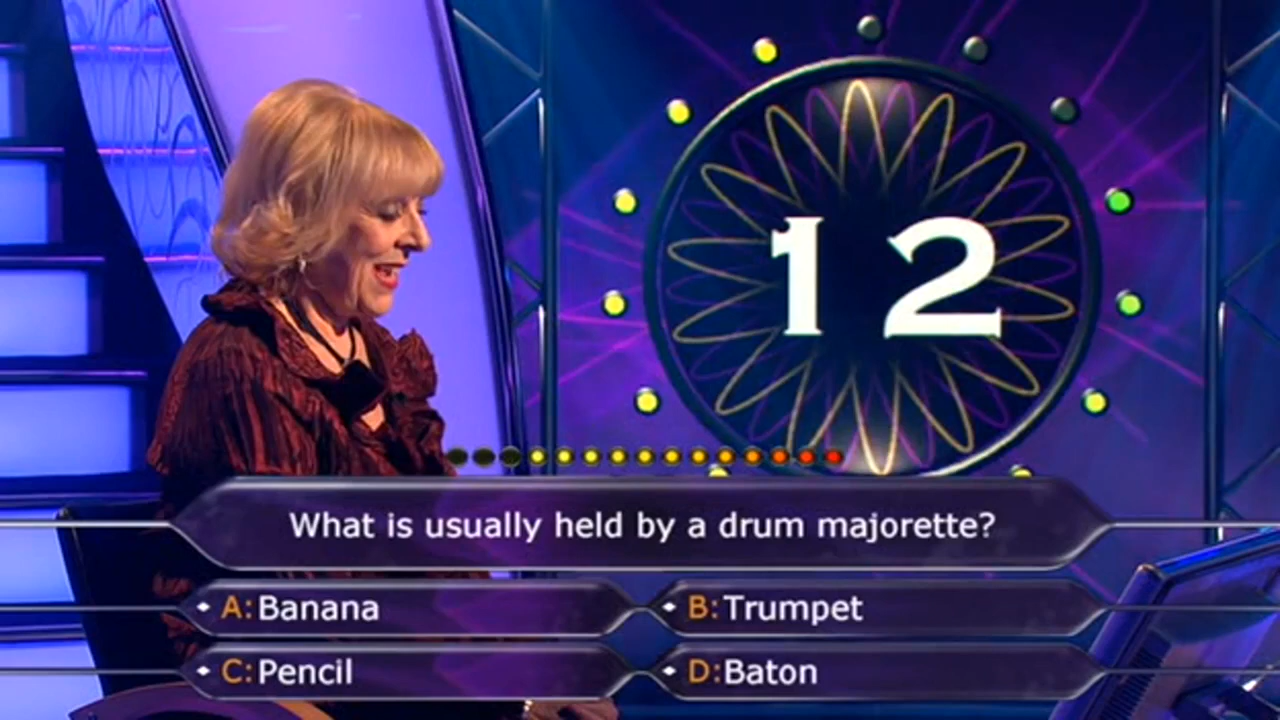 12
What is usually held by a drum majorette?
A: Banana
B: Trumpet
C: Pencil
D: Baton